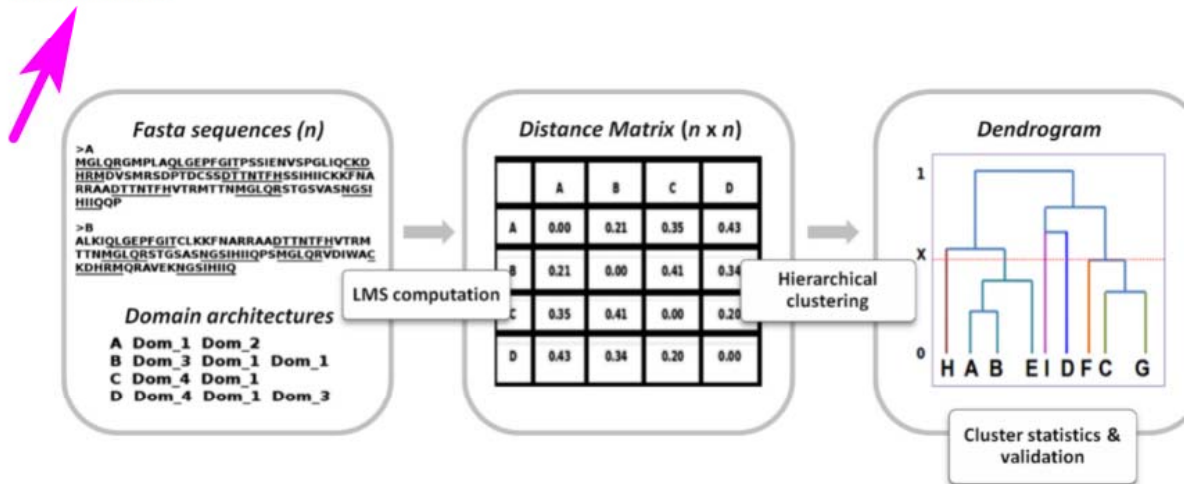 Fasta sequences (n)
>A
MGLQRGMPLAQLGEPFGITPSSIENVSPGLIQCKD
HRMDVSMRSDPTDCSSDTTNTFHSSIHIICKKFNA
RRAADTTNTFHVTRMTTNMGLQRSTGSVASNGSI
HIIQQP
>B
ALKIQLGEPFGITCLKKFNARRAADTTNTFHVTRM
TTNMGLQRSTGSASNGSIHIIQPSMGLQRVDIWAC
KDHRMQRAVEKNGSIHIIQ
Domain architectures
A Dom_1 Dom_2
B Dom_3 Dom_1 Dom_1
C Dom_4 Dom_1
D Dom_4 Dom_1 Dom_3
LMS computation
Distance Matrix (n x n)
A B C D
A 0.00 0.21 0.35 0.43
B 0.21 0.00 0.41 0.34
C 0.35 0.41 0.00 0.20
D 0.43 0.34 0.20 0.00
Hierarchical
clustering
Dendrogram
1
x
0
H A B E I D F C G
Cluster statistics &
validation